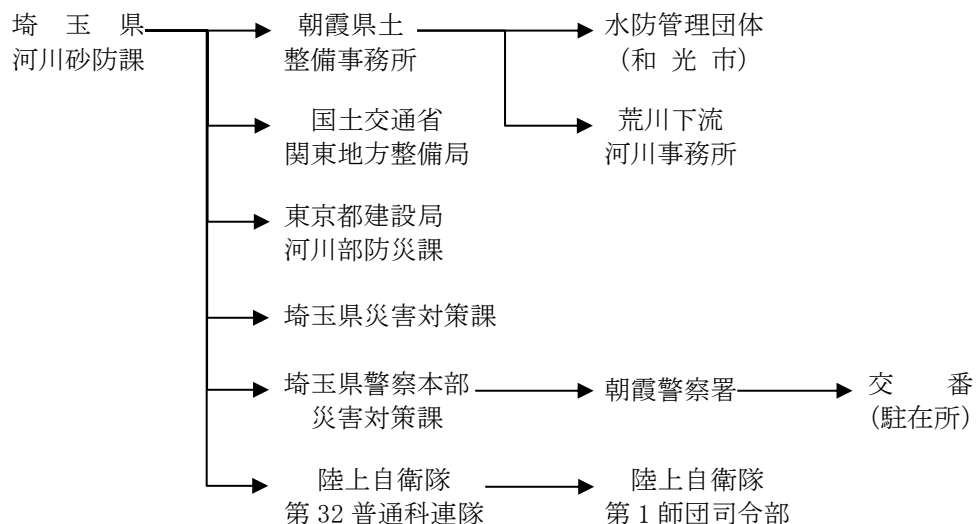 埼玉県
河川砂防課
朝霞県土
整備事務所
水防管理団体
（和光市）
国土交通省
関東地方整備局
荒川下流
河川事務所
東京都建設局
河川部防災課
埼玉県災害対策課
埼玉県警察本部
災害対策課
朝霞警察署
交番
(駐在所)
陸上自衛隊
第 32 普通科連隊
陸上自衛隊
第 1 師団司令部